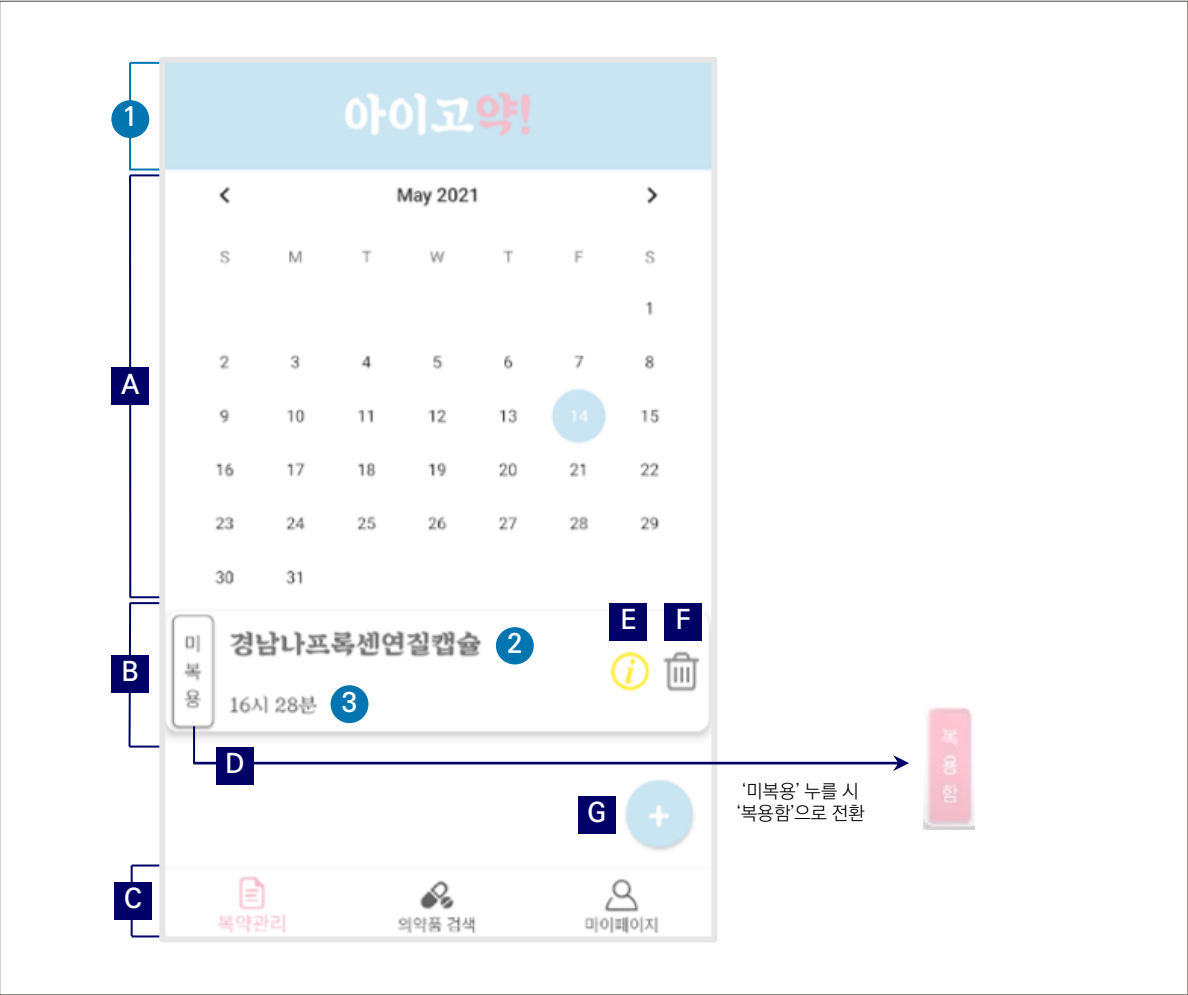 1
아이고약!
A
May 2021
S M T W T F S
1
2 3 4 5 6 7 8
9 10 11 12 13 14 15
16 17 18 19 20 21 22
23 24 25 26 27 28 29
30 31
B
미복용
경남나프록센연질캡슐
2
E
F
i
16시 28분
3
D
'미복용' 누를 시
'복용함'으로 전환
복용함
G
+
C
복약관리
의약품 검색
마이페이지